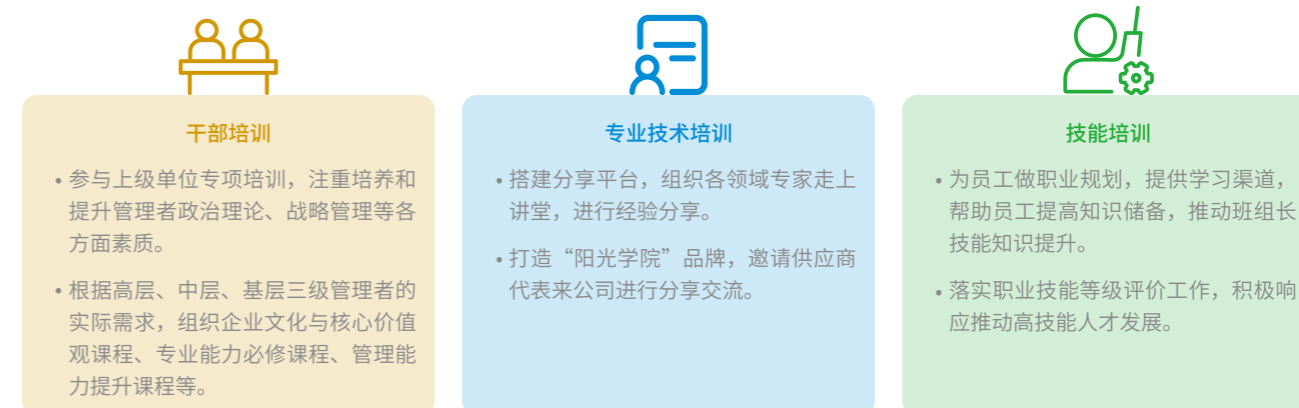 干部培训
• 参与上级单位专项培训，注重培养和
提升管理者政治理论、战略管理等各
方面素质。
• 根据高层、中层、基层三级管理者的
实际需求，组织企业文化与核心价值
观课程、专业能力必修课程、管理能
力提升课程等。
专业技术培训
• 搭建分享平台，组织各领域专家走上
讲堂，进行经验分享。
• 打造“阳光学院”品牌，邀请供应商
代表来公司进行分享交流。
技能培训
• 为员工做职业规划，提供学习渠道，
帮助员工提高知识储备，推动班组长
技能知识提升。
• 落实职业技能等级评价工作，积极响
应推动高技能人才发展。